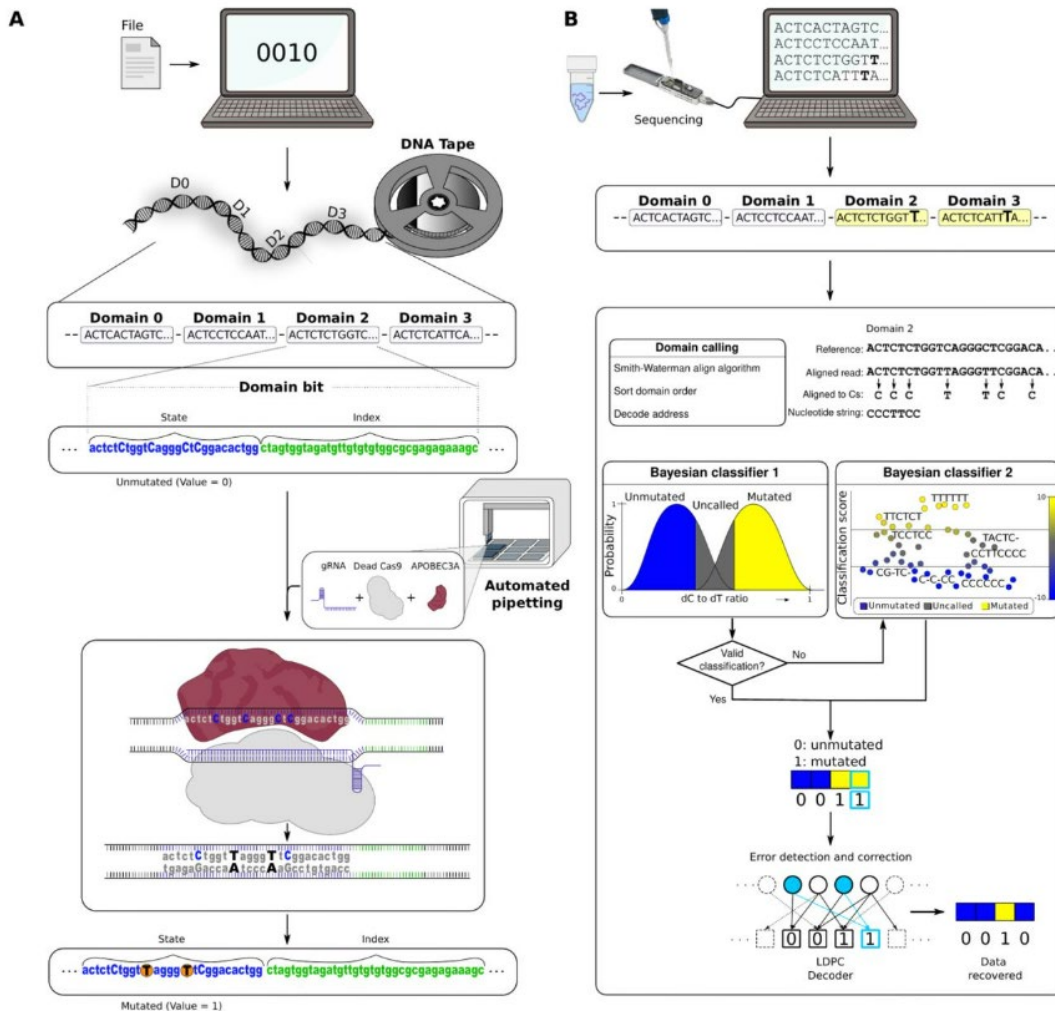 A
File
0010
DNA Tape
D0
D1
D2
D3
Domain 0 Domain 1 Domain 2 Domain 3
-- ACTCACTAGTC... ACTCCTCCAAT... ACTCTCTGGTC... ACTCTCATTCA... --
Domain bit
State Index
... actctCtggtCagggCtCggacactggctagtggtagatgttgtgtgtggcgcgagagaaagc ...
Unmutated (Value = 0)
gRNA Dead Cas9 APOBEC3A
+ +
Automated
pipetting
actctCtggtCagggCtCggacactgg
actctCtggtTagggTtCggacactgg
tgagaGaccaAtcccAaGcctgtgacc
State Index
... actctCtggtTagggTtCggacactggctagtggtagatgttgtgtgtggcgcgagagaaagc ...
Mutated (Value = 1)
B
ACTCACTAGTC...
ACTCCTCCAAT...
ACTCTCTGGTT...
ACTCTCATTTA...
Sequencing
Domain 0 Domain 1 Domain 2 Domain 3
-- ACTCACTAGTC... ACTCCTCCAAT... ACTCTCTGGTT... ACTCTCATTTA... --
Domain calling
Smith-Waterman align algorithm
Sort domain order
Decode address
Domain 2
Reference: ACTCTCTGGTCAGGGCTCGGACA...
Aligned read: ACTCTCTGGTTAGGGTTCGGACA...
Aligned to Cs: C C C T T C C
Nucleotide string: CCCTTCC
Bayesian classifier 1
Unmutated Uncalled Mutated
Probability
1
0 dC to dT ratio 1
Bayesian classifier 2
Classification score
TTTTTT
TTCTCT
TCCTCC
TACTC-
CCTTCCCC
CG-TC-
C-C-CC
CCCCCC
10
-10
Unmutated Uncalled Mutated
Valid
classification?
No
Yes
0: unmutated
1: mutated
0 0 1 1
Error detection and correction
0 0 1 1
LDPC
Decoder
0 0 1 0
Data
recovered